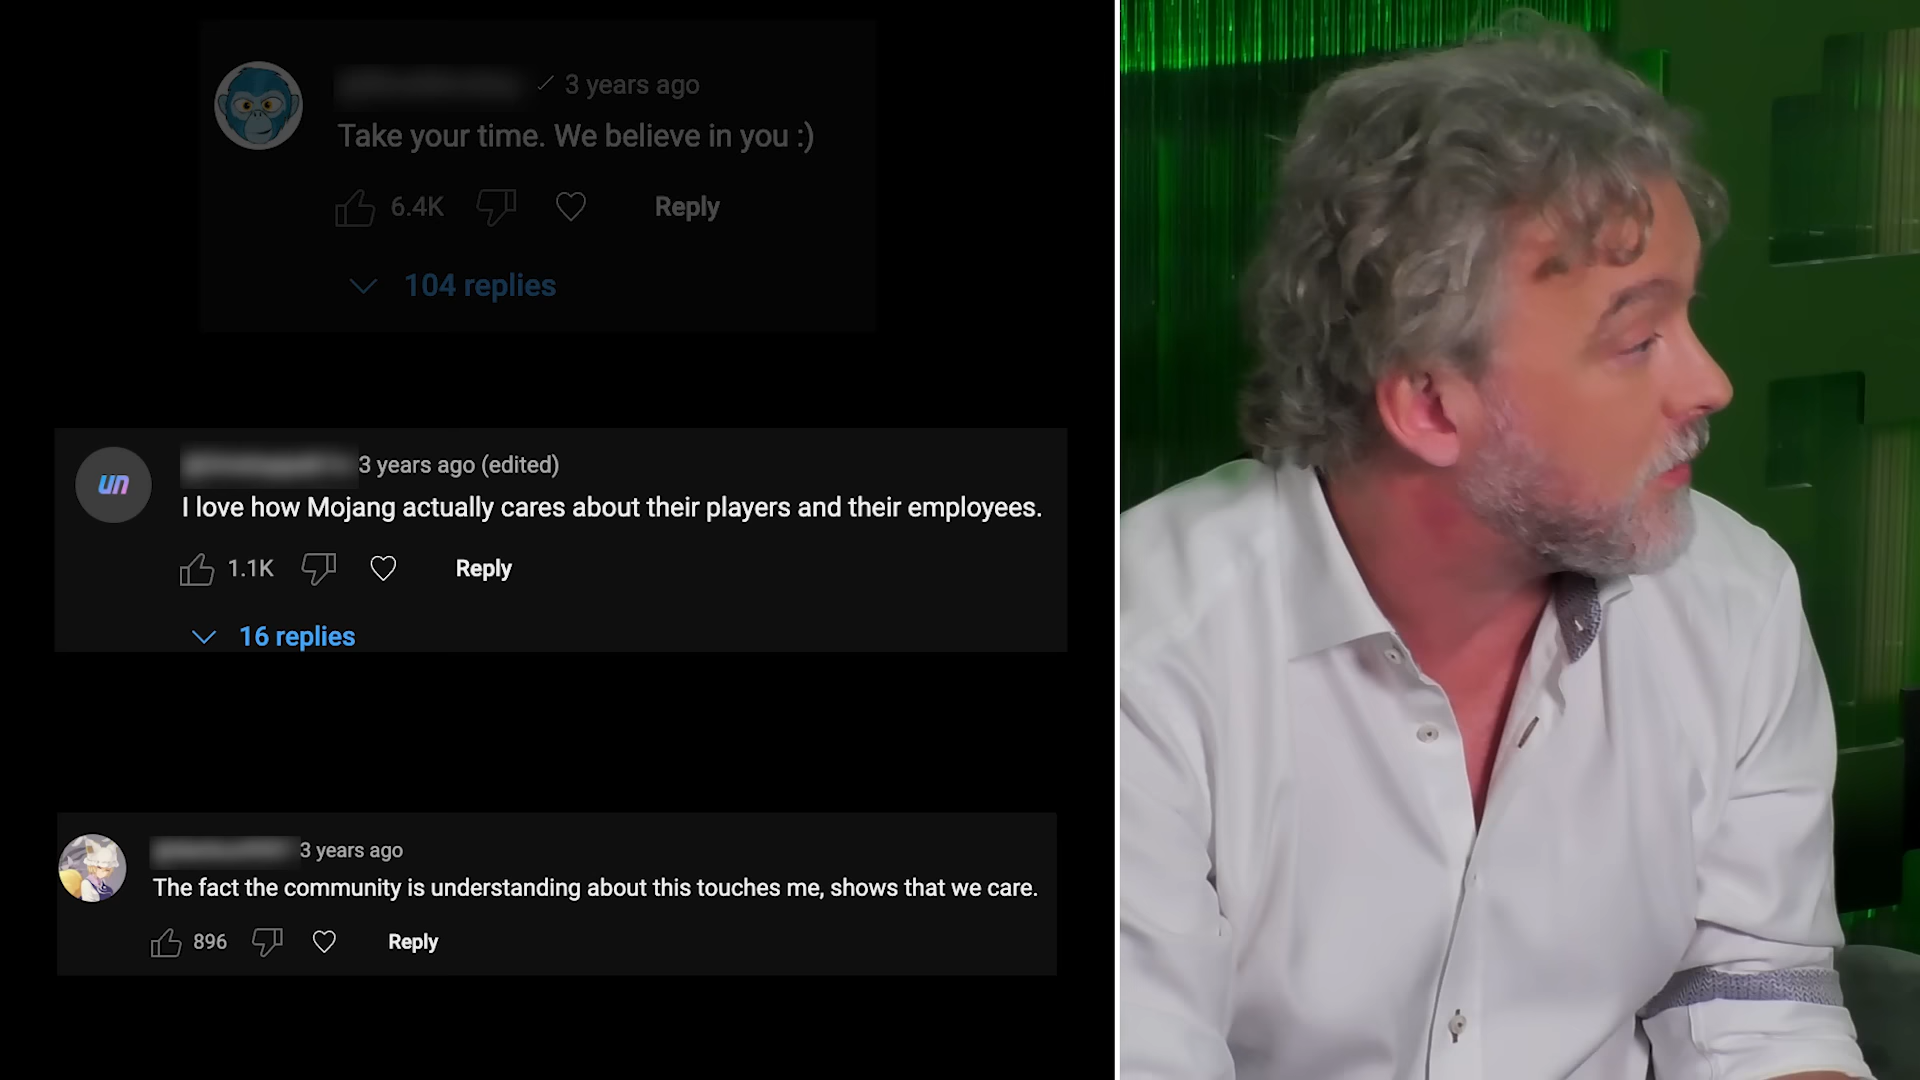 3 years ago
Take your time. We believe in you :)
6.4K
Reply
104 replies
un
3 years ago (edited)
I love how Mojang actually cares about their players and their employees.
1.1K
Reply
16 replies
3 years ago
The fact the community is understanding about this touches me, shows that we care.
896
Reply